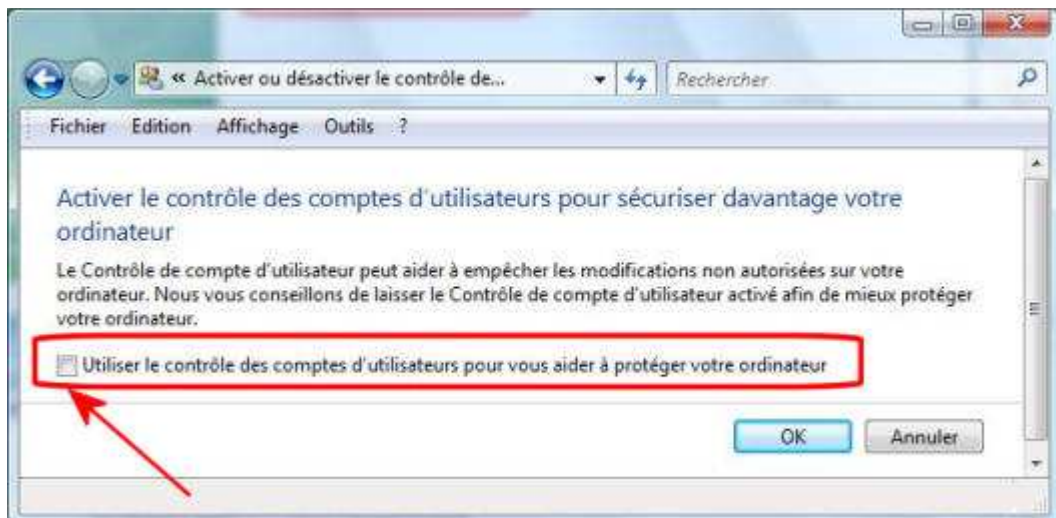 « Activer ou désactiver le contrôle de...
Rechercher
Fichier Edition Affichage Outils ?
Activer le contrôle des comptes d'utilisateurs pour sécuriser davantage votre
ordinateur
Le Contrôle de compte d'utilisateur peut aider à empêcher les modifications non autorisées sur votre
ordinateur. Nous vous conseillons de laisser le Contrôle de compte d'utilisateur activé afin de mieux protéger
votre ordinateur.
Utiliser le contrôle des comptes d'utilisateurs pour vous aider à protéger votre ordinateur
OK Annuler